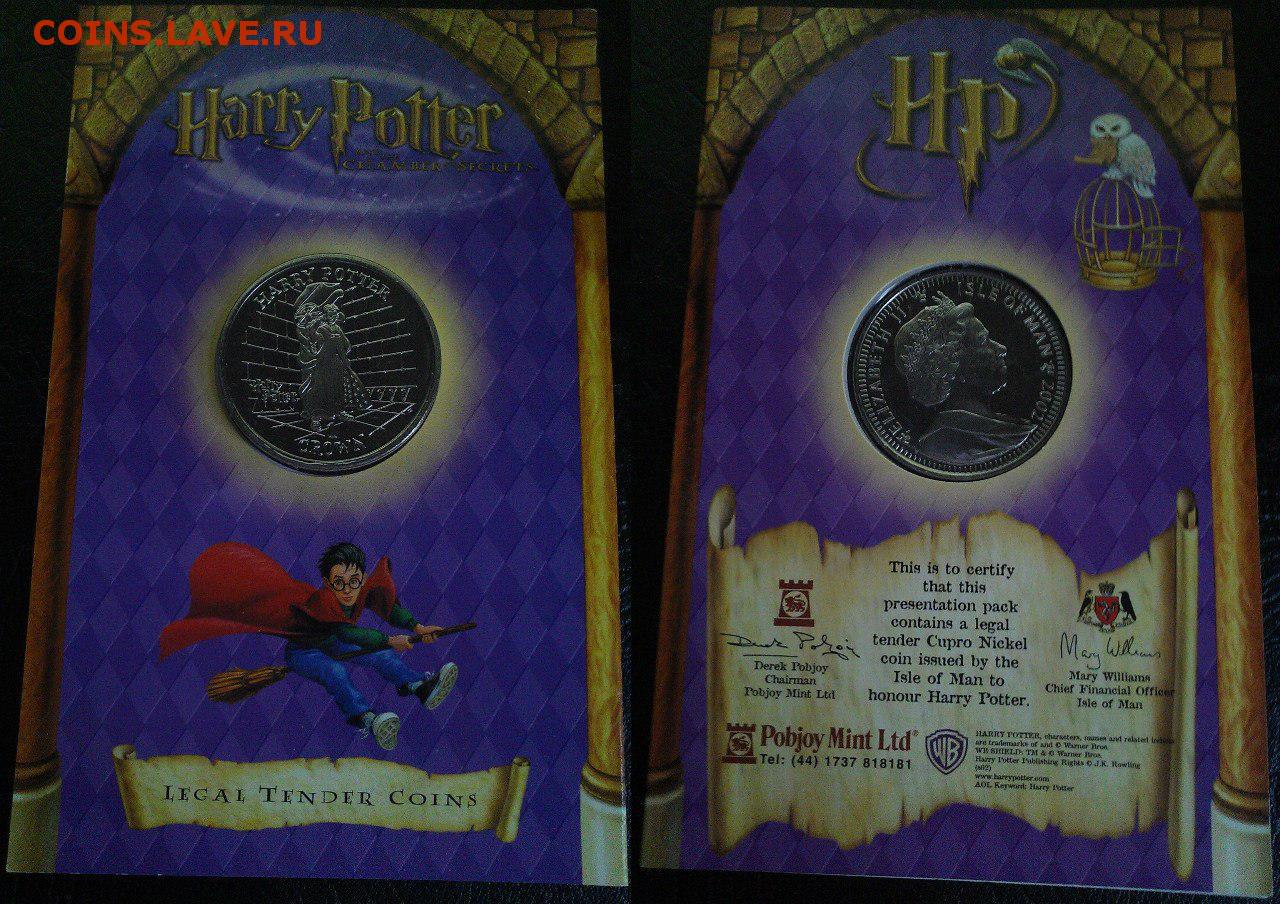 COINS.LAVE.RU
Harry Potter
CHAMBER OF SECRETS
HARRY POTTER
CROWN
LEGAL TENDER COINS
HP
ELIZABETH II
ISLE OF MAN
2002
This is to certify
that this
presentation pack
contains a legal
tender Cupro Nickel
coin issued by the
Isle of Man to
honour Harry Potter.
Derek Pobjoy
Derek Pobjoy
Chairman
Pobjoy Mint Ltd
Mary Williams
Mary Williams
Chief Financial Officer
Isle of Man
Pobjoy Mint Ltd®
Tel: (44) 1737 818181
WB
HARRY POTTER, characters, names and related indicia
are trademarks of and © Warner Bros.
WB SHIELD: TM & © Warner Bros.
Harry Potter Publishing Rights © J.K. Rowling
(s02)
www.harrypotter.com
AOL Keyword: Harry Potter